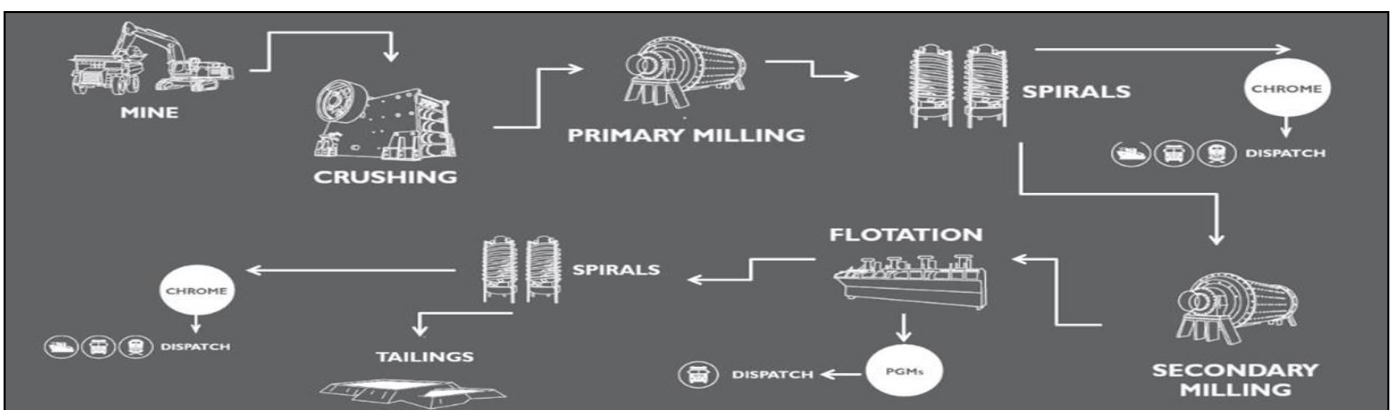 MINE
CRUSHING
PRIMARY MILLING
SPIRALS
CHROME
DISPATCH
SECONDARY
MILLING
FLOTATION
PGMs
DISPATCH
SPIRALS
CHROME
DISPATCH
TAILINGS